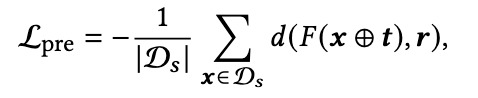 𝓛_pre = − 1/|𝓓_s| ∑_{𝒙∈𝓓_s} d(F(𝒙 ⊕ 𝒕), 𝒓),